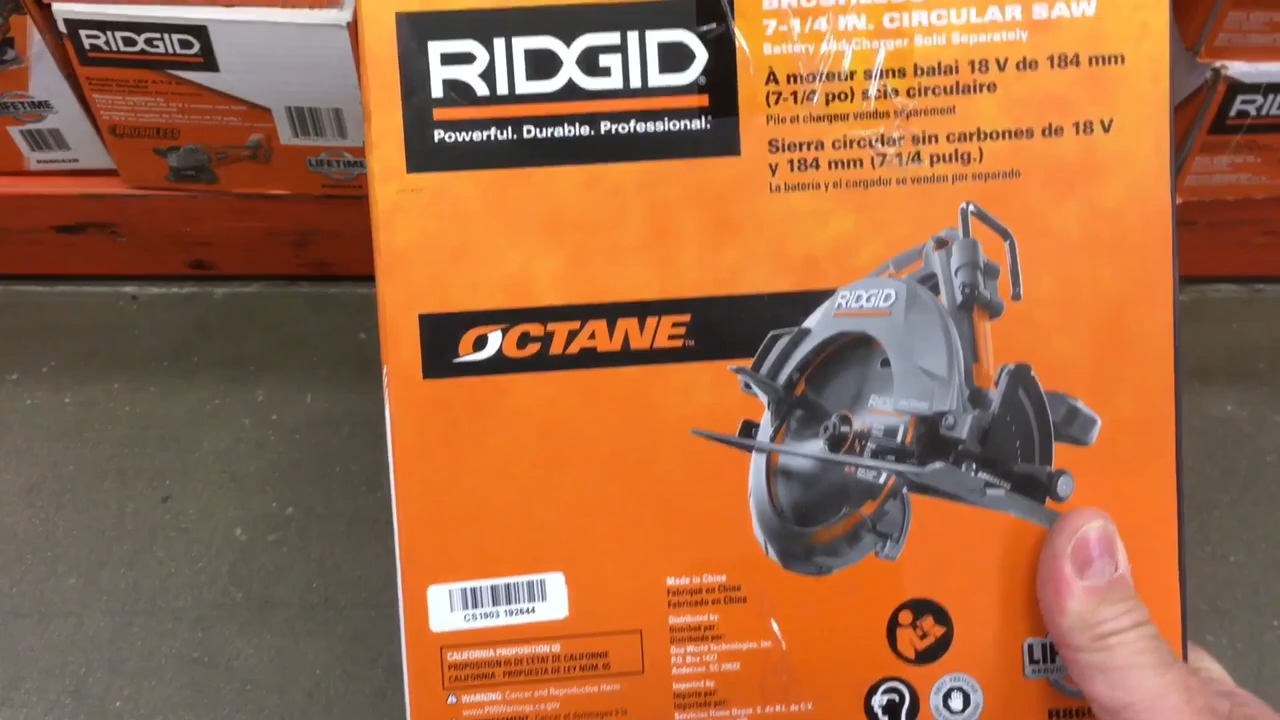 RIDGID
Powerful. Durable. Professional.
7-1/4 IN. CIRCULAR SAW
Battery and Charger Sold Separately
À moteur sans balai 18 V de 184 mm
(7-1/4 po) scie circulaire
Pile et chargeur vendus séparément
Sierra circular sin carbones de 18 V
y 184 mm (7-1/4 pulg.)
La batería y el cargador se venden por separado
OCTANE™
RIDGID
CS1903 192644
CALIFORNIA PROPOSITION 65
PROPOSITION 65 DE L'ÉTAT DE CALIFORNIE
CALIFORNIA - PROPUESTA DE LEY NÚM. 65
WARNING: Cancer and Reproductive Harm
www.P65Warnings.ca.gov
Made in China
Fabriqué en Chine
Fabricado en China
Distributed by:
Distribué par:
Distribuido por:
One World Technologies, Inc.
P.O. Box 1427
Anderson, SC 29622
Imported by:
Importé par:
Importado por:
Servicios Home Depot, S. de R.L. de C.V.
RIDGID
BRUSHLESS
LIFETIME
LIFETIME